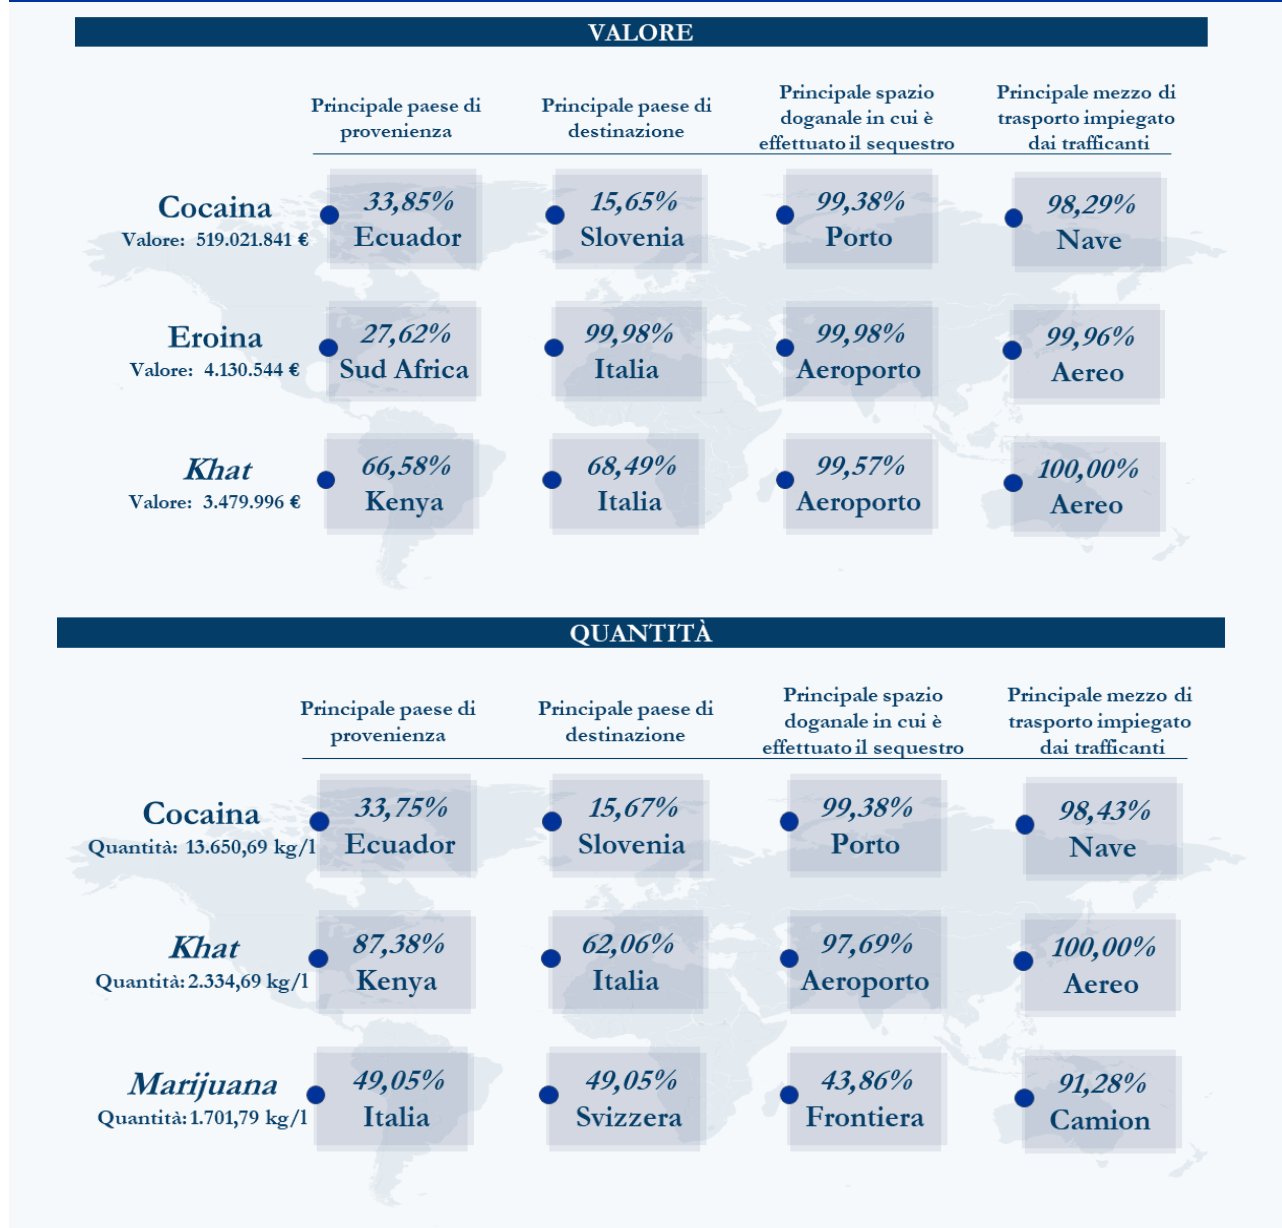 VALORE
Principale paese di
provenienza
Principale paese di
destinazione
Principale spazio
doganale in cui è
effettuato il sequestro
Principale mezzo di
trasporto impiegato
dai trafficanti
Cocaina
Valore: 519.021.841 €
33,85%
Ecuador
15,65%
Slovenia
99,38%
Porto
98,29%
Nave
Eroina
Valore: 4.130.544 €
27,62%
Sud Africa
99,98%
Italia
99,98%
Aeroporto
99,96%
Aereo
Khat
Valore: 3.479.996 €
66,58%
Kenya
68,49%
Italia
99,57%
Aeroporto
100,00%
Aereo
QUANTITÀ
Principale paese di
provenienza
Principale paese di
destinazione
Principale spazio
doganale in cui è
effettuato il sequestro
Principale mezzo di
trasporto impiegato
dai trafficanti
Cocaina
Quantità: 13.650,69 kg/l
33,75%
Ecuador
15,67%
Slovenia
99,38%
Porto
98,43%
Nave
Khat
Quantità: 2.334,69 kg/l
87,38%
Kenya
62,06%
Italia
97,69%
Aeroporto
100,00%
Aereo
Marijuana
Quantità: 1.701,79 kg/l
49,05%
Italia
49,05%
Svizzera
43,86%
Frontiera
91,28%
Camion